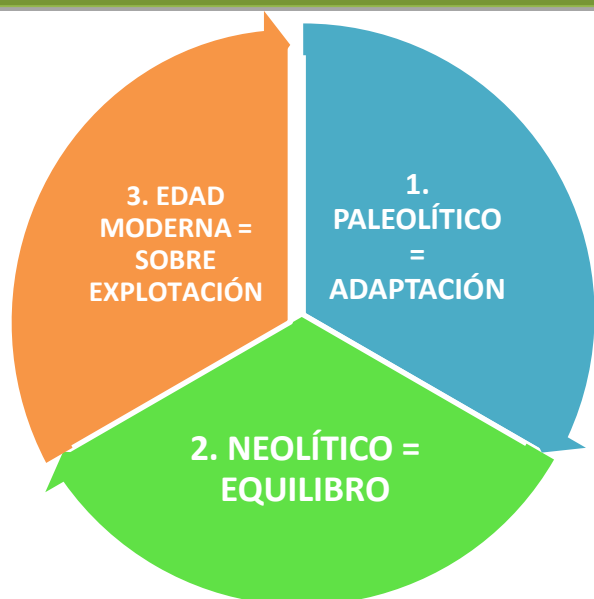 1.
PALEOLÍTICO
=
ADAPTACIÓN
2. NEOLÍTICO =
EQUILIBRO
3. EDAD
MODERNA =
SOBRE
EXPLOTACIÓN